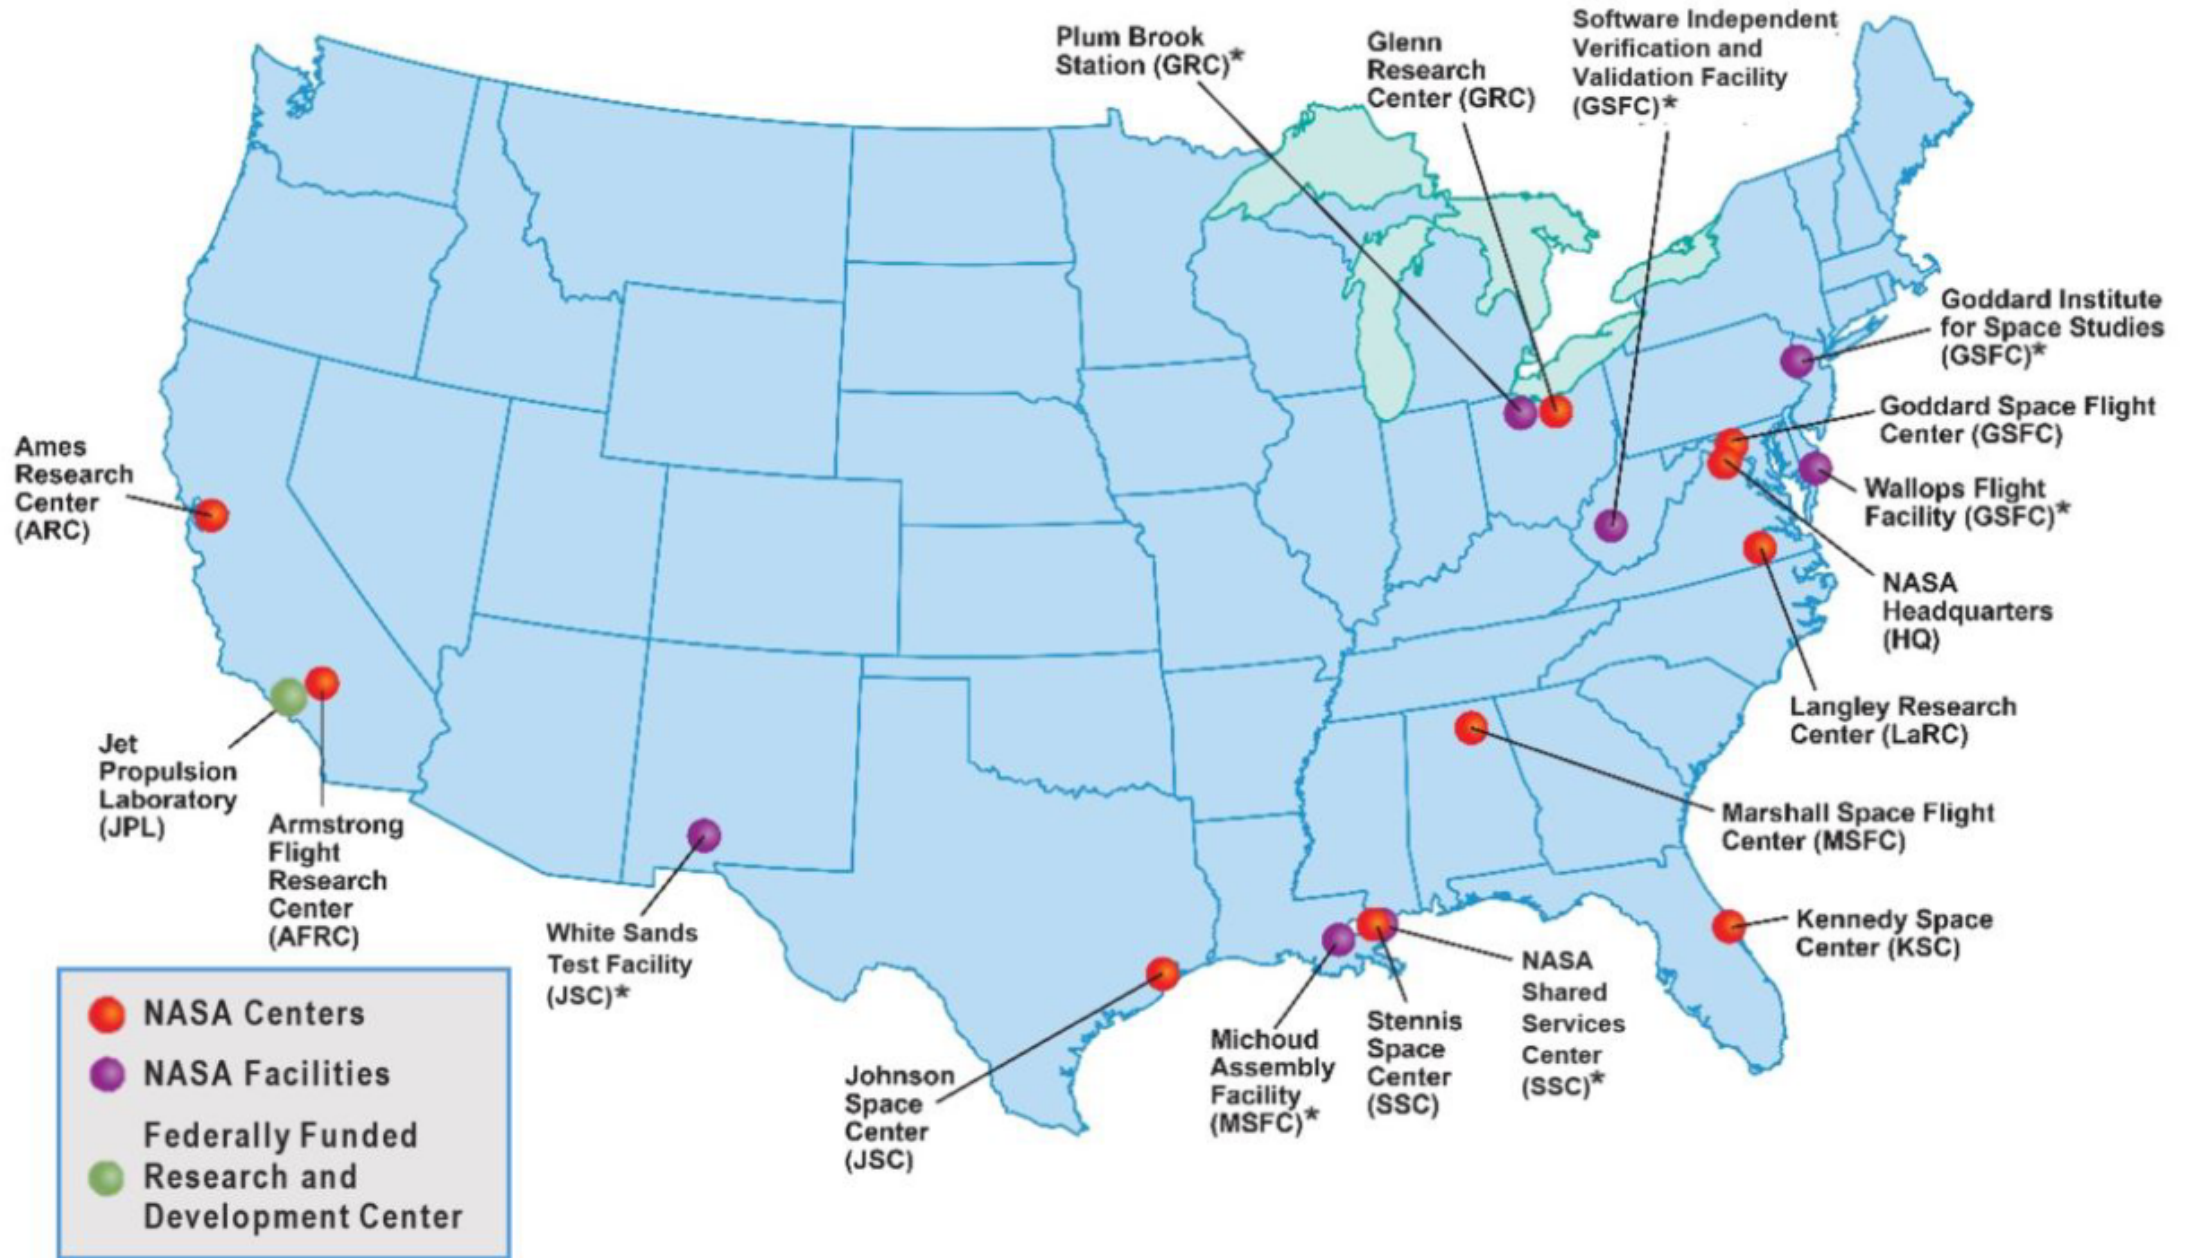 Plum Brook
Station (GRC)*
Glenn
Research
Center (GRC)
Software Independent
Verification and
Validation Facility
(GSFC)*
Goddard Institute
for Space Studies
(GSFC)*
Goddard Space Flight
Center (GSFC)
Wallops Flight
Facility (GSFC)*
NASA
Headquarters
(HQ)
Langley Research
Center (LaRC)
Marshall Space Flight
Center (MSFC)
Kennedy Space
Center (KSC)
Ames
Research
Center
(ARC)
Jet
Propulsion
Laboratory
(JPL)
Armstrong
Flight
Research
Center
(AFRC)
White Sands
Test Facility
(JSC)*
Johnson
Space
Center
(JSC)
Michoud
Assembly
Facility
(MSFC)*
Stennis
Space
Center
(SSC)
NASA
Shared
Services
Center
(SSC)*
NASA Centers
NASA Facilities
Federally Funded
Research and
Development Center